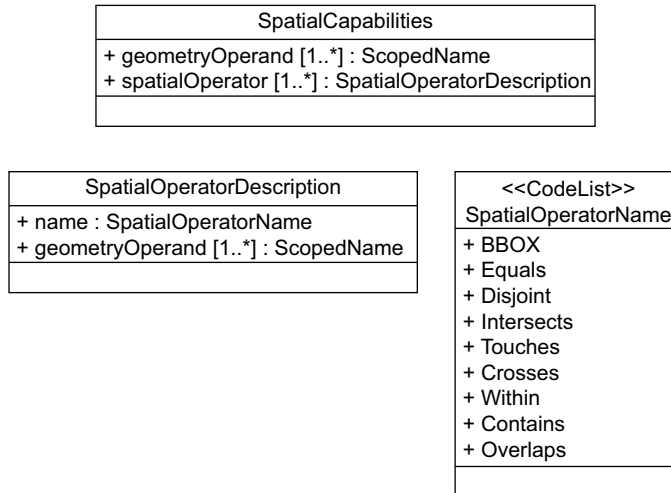 SpatialCapabilities
+ geometryOperand [1..*] : ScopedName
+ spatialOperator [1..*] : SpatialOperatorDescription
SpatialOperatorDescription
+ name : SpatialOperatorName
+ geometryOperand [1..*] : ScopedName
<<CodeList>>
SpatialOperatorName
+ BBOX
+ Equals
+ Disjoint
+ Intersects
+ Touches
+ Crosses
+ Within
+ Contains
+ Overlaps